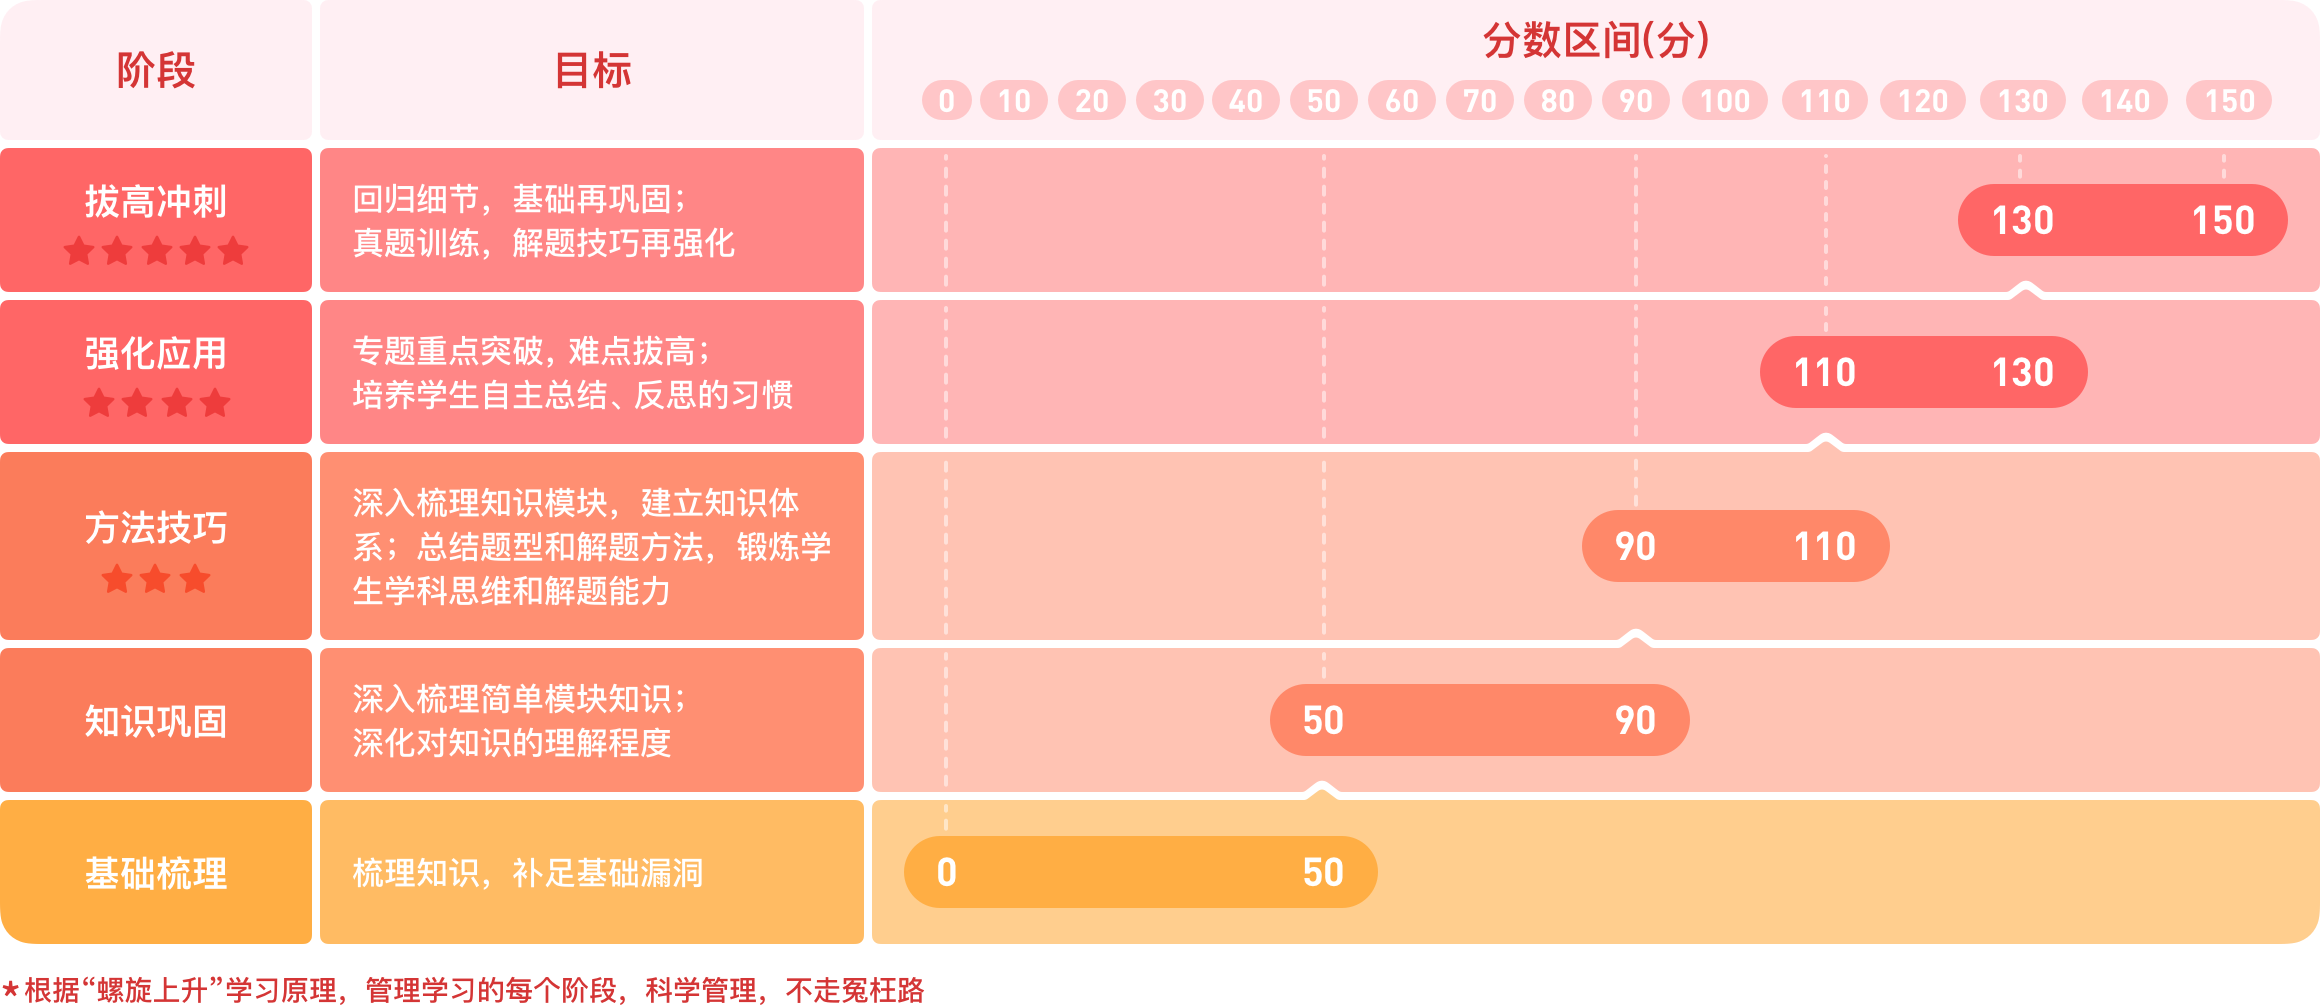 阶段
目标
分数区间(分)
0 10 20 30 40 50 60 70 80 90 100 110 120 130 140 150
拔高冲刺
回归细节，基础再巩固；
真题训练，解题技巧再强化
130 150
强化应用
专题重点突破，难点拔高；
培养学生自主总结、反思的习惯
110 130
方法技巧
深入梳理知识模块，建立知识体
系；总结题型和解题方法，锻炼学
生学科思维和解题能力
90 110
知识巩固
深入梳理简单模块知识；
深化对知识的理解程度
50 90
基础梳理
梳理知识，补足基础漏洞
0 50
*根据“螺旋上升”学习原理，管理学习的每个阶段，科学管理，不走冤枉路